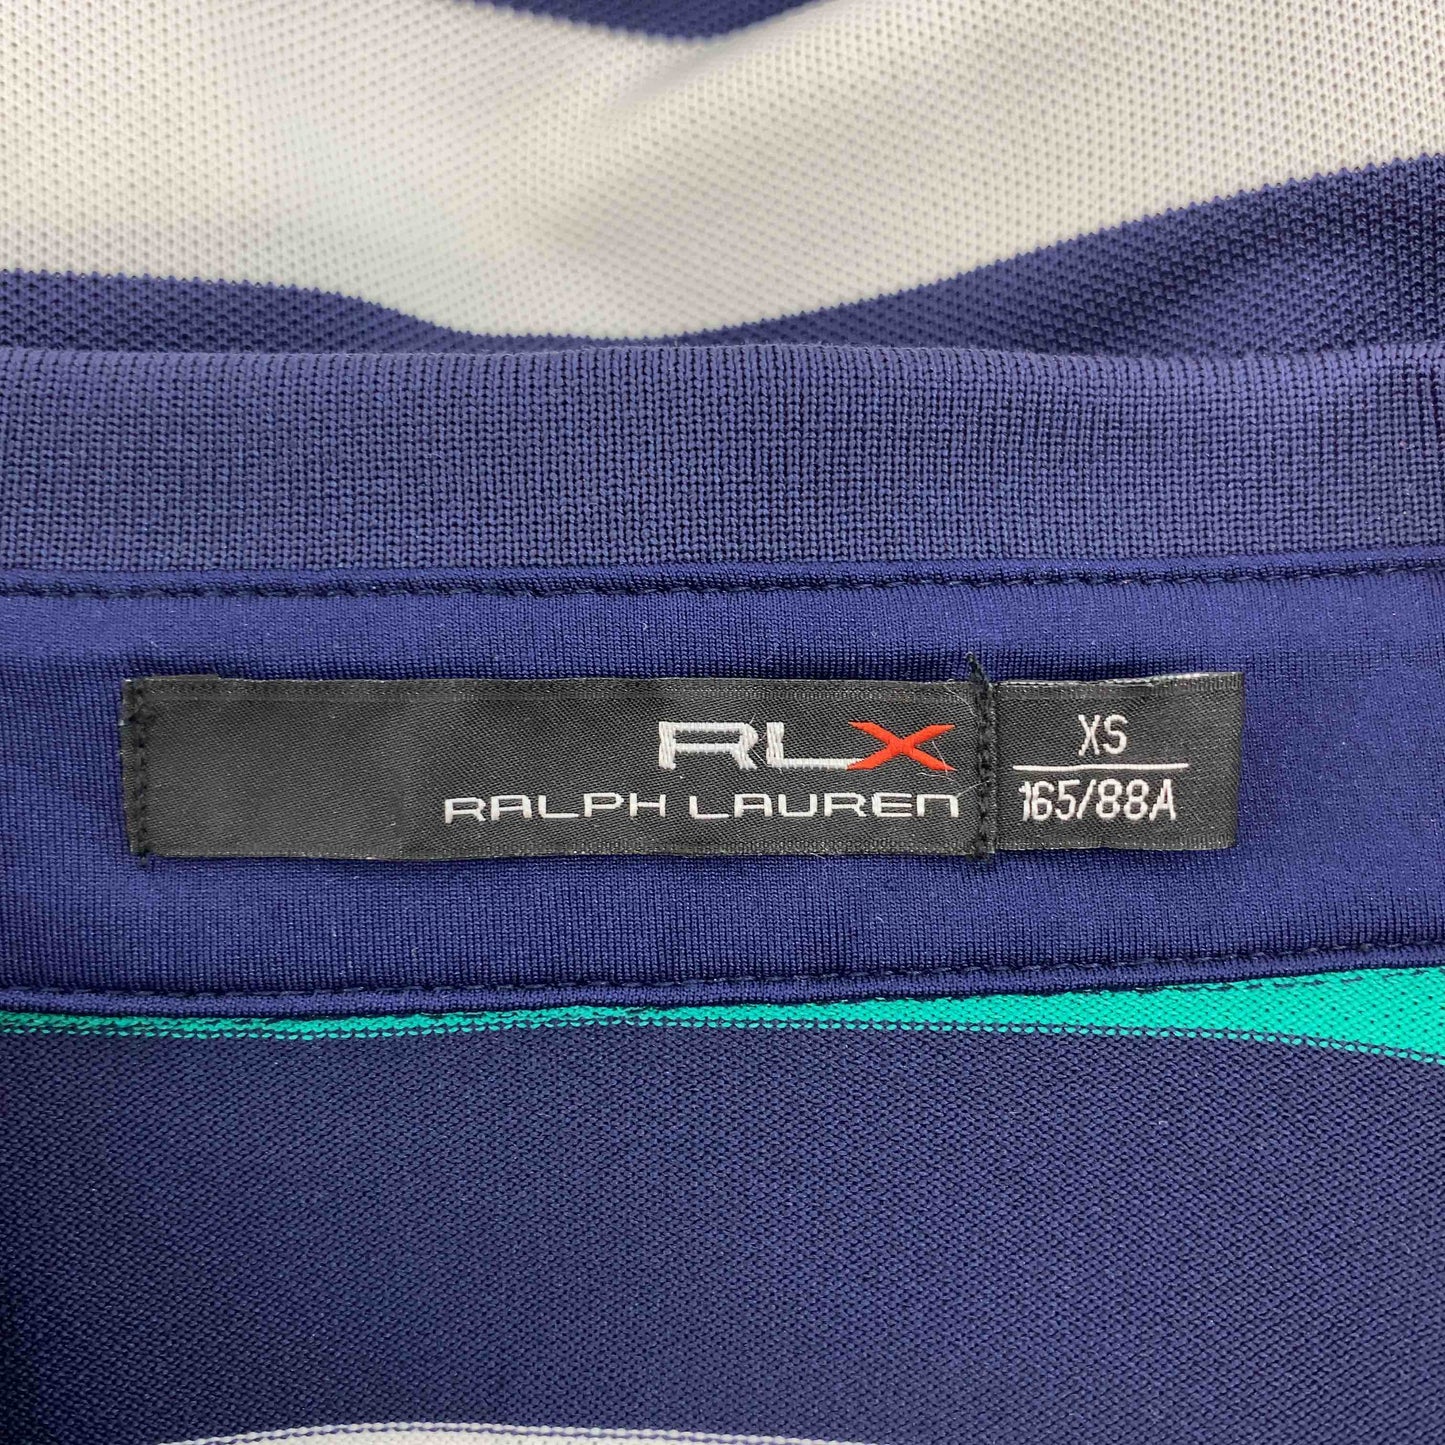 RLX
RALPH LAUREN
XS
165/88A